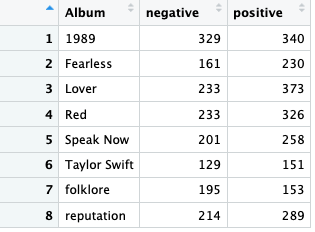 Album negative positive
1 1989 329 340
2 Fearless 161 230
3 Lover 233 373
4 Red 233 326
5 Speak Now 201 258
6 Taylor Swift 129 151
7 folklore 195 153
8 reputation 214 289